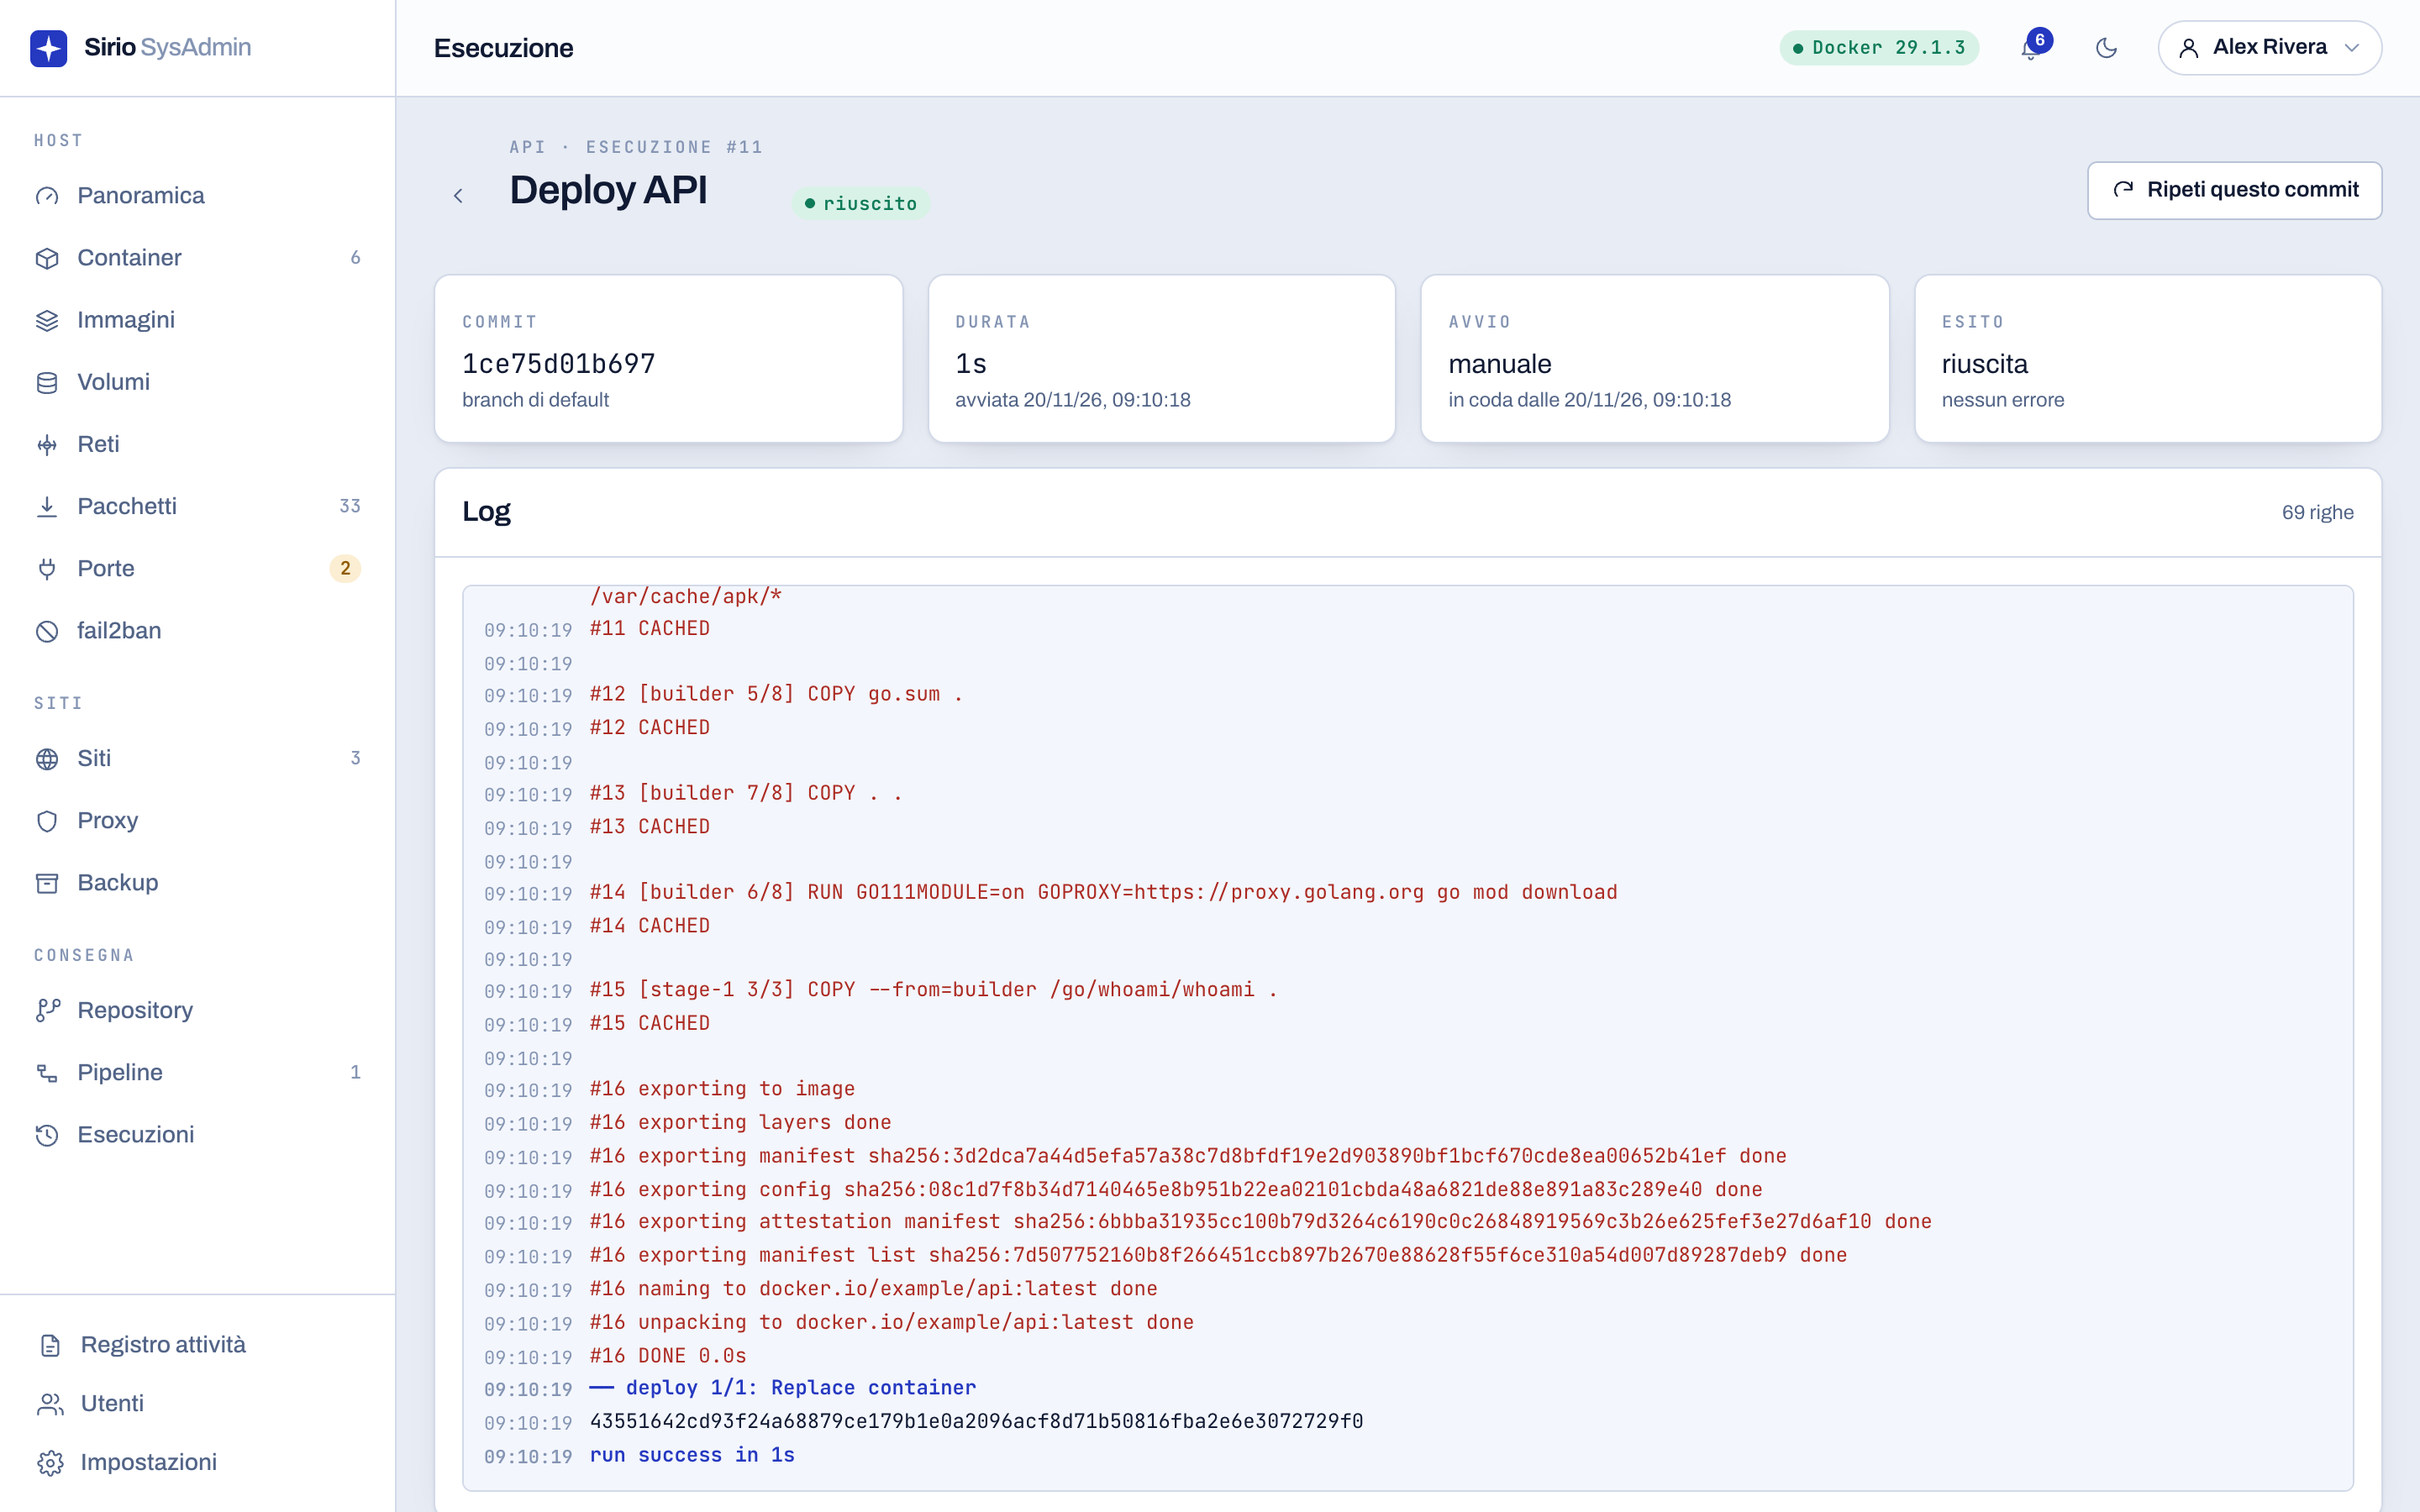 Sirio SysAdmin
Esecuzione
Docker 29.1.3
6
Alex Rivera
HOST
Panoramica
Container 6
Immagini
Volumi
Reti
Pacchetti 33
Porte 2
fail2ban
SITI
Siti 3
Proxy
Backup
CONSEGNA
Repository
Pipeline 1
Esecuzioni
Registro attività
Utenti
Impostazioni
API · ESECUZIONE #11
Deploy API
riuscito
Ripeti questo commit
COMMIT
1ce75d01b697
branch di default
DURATA
1s
avviata 20/11/26, 09:10:18
AVVIO
manuale
in coda dalle 20/11/26, 09:10:18
ESITO
riuscita
nessun errore
Log
69 righe
/var/cache/apk/*
09:10:19 #11 CACHED
09:10:19
09:10:19 #12 [builder 5/8] COPY go.sum .
09:10:19 #12 CACHED
09:10:19
09:10:19 #13 [builder 7/8] COPY . .
09:10:19 #13 CACHED
09:10:19
09:10:19 #14 [builder 6/8] RUN GO111MODULE=on GOPROXY=https://proxy.golang.org go mod download
09:10:19 #14 CACHED
09:10:19
09:10:19 #15 [stage-1 3/3] COPY --from=builder /go/whoami/whoami .
09:10:19 #15 CACHED
09:10:19
09:10:19 #16 exporting to image
09:10:19 #16 exporting layers done
09:10:19 #16 exporting manifest sha256:3d2dca7a44d5efa57a38c7d8bfdf19e2d903890bf1bcf670cde8ea00652b41ef done
09:10:19 #16 exporting config sha256:08c1d7f8b34d7140465e8b951b22ea02101cbda48a6821de88e891a83c289e40 done
09:10:19 #16 exporting attestation manifest sha256:6bbba31935cc100b79d3264c6190c0c26848919569c3b26e625fef3e27d6af10 done
09:10:19 #16 exporting manifest list sha256:7d507752160b8f266451ccb897b2670e88628f55f6ce310a54d007d89287deb9 done
09:10:19 #16 naming to docker.io/example/api:latest done
09:10:19 #16 unpacking to docker.io/example/api:latest done
09:10:19 #16 DONE 0.0s
09:10:19 —— deploy 1/1: Replace container
09:10:19 43551642cd93f24a68879ce179b1e0a2096acf8d71b50816fba2e6e3072729f0
09:10:19 run success in 1s